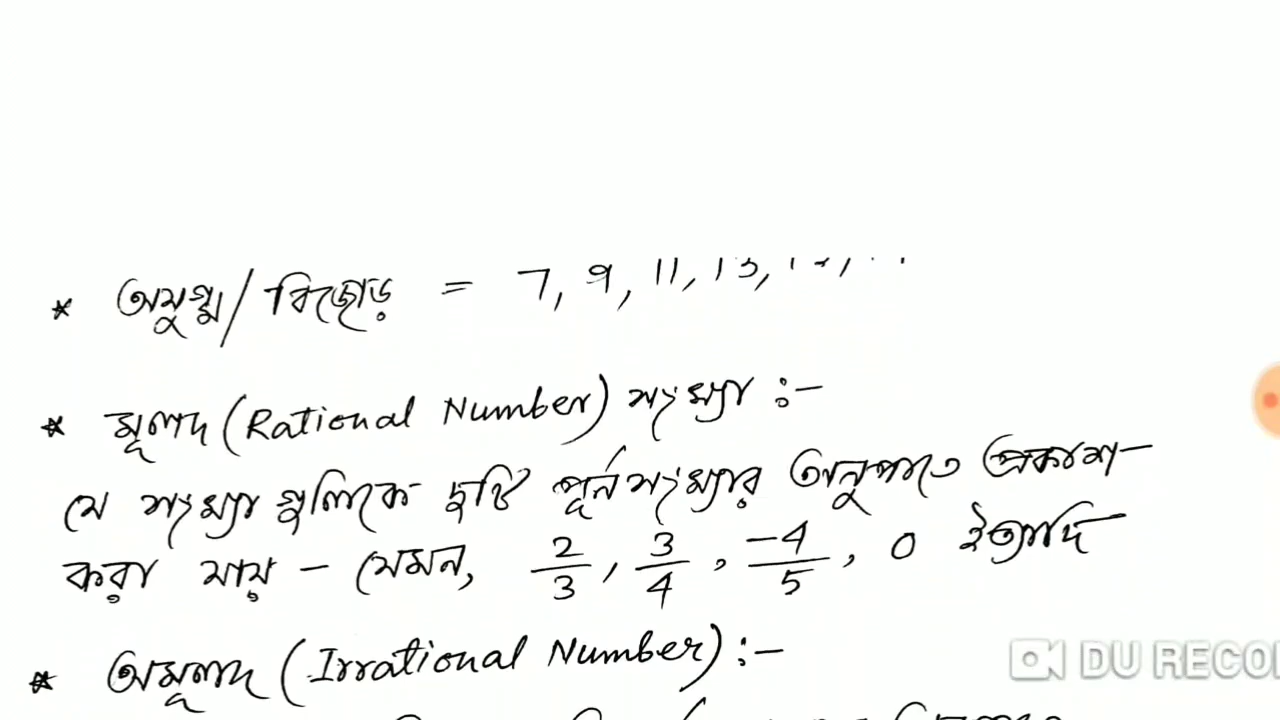 * অযুগ্ম/বিজোড় = 7, 9, 11, 13,
* মূলদ (Rational Number) সংখ্যা :-
যে সংখ্যা গুলিকে দুটি পূর্নসংখ্যার অনুপাতে প্রকাশ
করা যায় - যেমন, 2/3, 3/4, -4/5, 0 ইত্যাদি
* অমূলদ (Irrational Number) :-
DU RECO